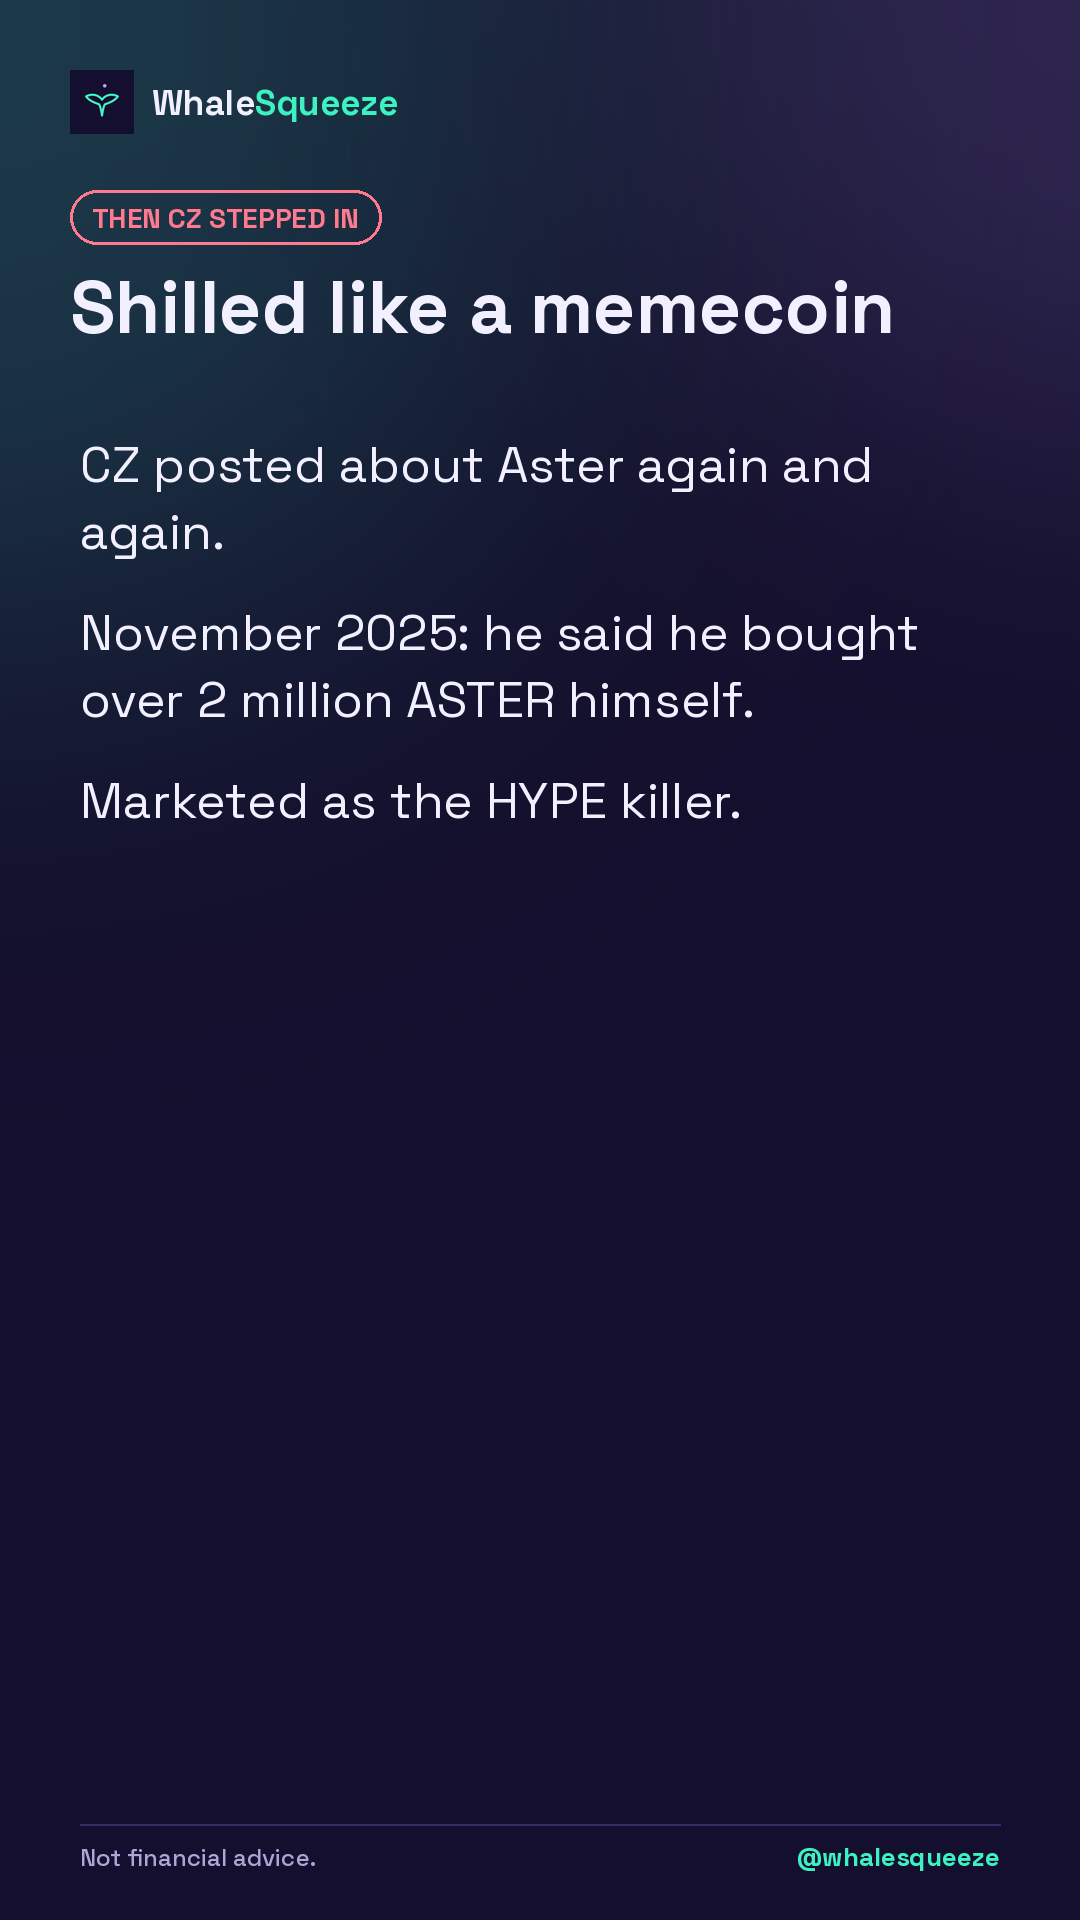 WhaleSqueeze
THEN CZ STEPPED IN
Shilled like a memecoin
CZ posted about Aster again and
again.
November 2025: he said he bought
over 2 million ASTER himself.
Marketed as the HYPE killer.
Not financial advice.
@whalesqueeze